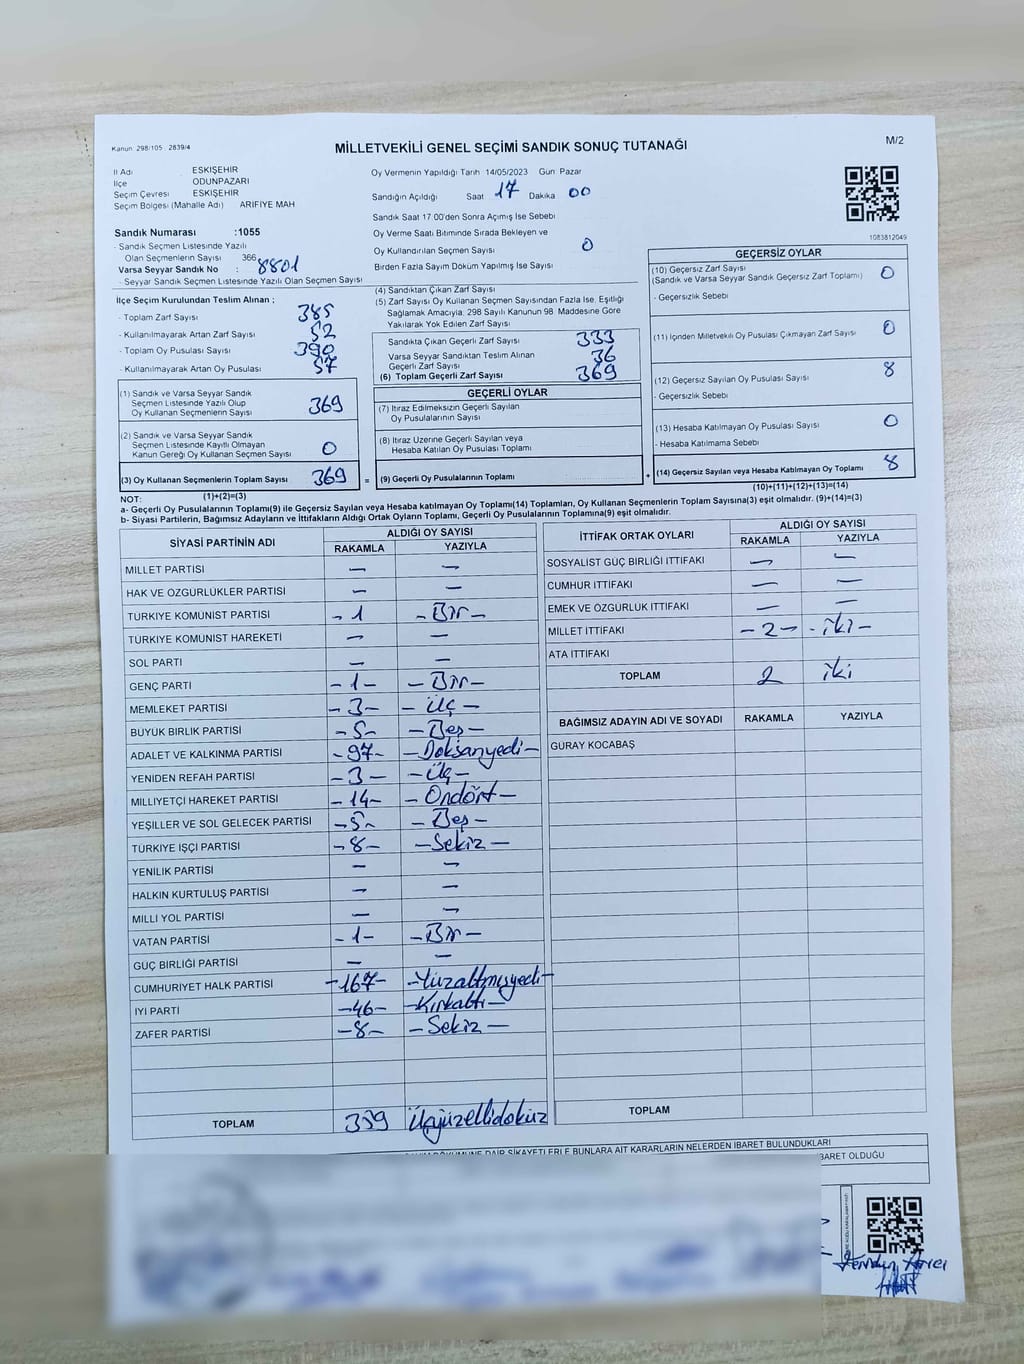 Kanun 298/105 2839/4
MİLLETVEKİLİ GENEL SEÇİMİ SANDIK SONUÇ TUTANAĞI
M/2
İl Adı ESKİŞEHİR
İlçe ODUNPAZARI
Seçim Çevresi ESKİŞEHİR
Seçim Bölgesi (Mahalle Adı) ARİFİYE MAH
Sandık Numarası :1055
- Sandık Seçmen Listesinde Yazılı
Olan Seçmenlerin Sayısı 366
Varsa Seyyar Sandık No : 8801
- Seyyar Sandık Seçmen Listesinde Yazılı Olan Seçmen Sayısı
Oy Vermenin Yapıldığı Tarih 14/05/2023 Gün Pazar
Sandığın Açıldığı Saat 17 Dakika 00
Sandık Saat 17 00'den Sonra Açımış İse Sebebi
Oy Verme Saati Bitiminde Sırada Bekleyen ve
Oy Kullandırılan Seçmen Sayısı 0
Birden Fazla Sayım Döküm Yapılmış İse Sayısı
1083812049
İlçe Seçim Kurulundan Teslim Alınan ;
- Toplam Zarf Sayısı 385
- Kullanılmayarak Artan Zarf Sayısı 52
- Toplam Oy Pusulası Sayısı 390
- Kullanılmayarak Artan Oy Pusulası 57
(1) Sandık ve Varsa Seyyar Sandık
Seçmen Listesinde Yazılı Olup
Oy Kullanan Seçmenlerin Sayısı 369
(2) Sandık ve Varsa Seyyar Sandık
Seçmen Listesinde Kayıtlı Olmayan
Kanun Gereği Oy Kullanan Seçmen Sayısı 0
(3) Oy Kullanan Seçmenlerin Toplam Sayısı 369 =
(1)+(2)=(3)
(4) Sandıktan Çıkan Zarf Sayısı
(5) Zarf Sayısı Oy Kullanan Seçmen Sayısından Fazla İse, Eşitliği
Sağlamak Amacıyla, 298 Sayılı Kanunun 98. Maddesine Göre
Yakılarak Yok Edilen Zarf Sayısı
Sandıkta Çıkan Geçerli Zarf Sayısı 333
Varsa Seyyar Sandıktan Teslim Alınan
Geçerli Zarf Sayısı 36
(6) Toplam Geçerli Zarf Sayısı 369
GEÇERLİ OYLAR
(7) İtiraz Edilmeksizin Geçerli Sayılan
Oy Pusulalarının Sayısı
(8) İtiraz Üzerine Geçerli Sayılan veya
Hesaba Katılan Oy Pusulası Toplamı
(9) Geçerli Oy Pusulalarının Toplamı +
GEÇERSİZ OYLAR
(10) Geçersiz Zarf Sayısı 0
(Sandık ve Varsa Seyyar Sandık Geçersiz Zarf Toplamı)
- Geçersizlik Sebebi
(11) İçinden Milletvekili Oy Pusulası Çıkmayan Zarf Sayısı 0
(12) Geçersiz Sayılan Oy Pusulası Sayısı 8
- Geçersizlik Sebebi
(13) Hesaba Katılmayan Oy Pusulası Sayısı 0
- Hesaba Katılmama Sebebi
(14) Geçersiz Sayılan veya Hesaba Katılmayan Oy Toplamı 8
(10)+(11)+(12)+(13)=(14)
NOT:
a- Geçerli Oy Pusulalarının Toplamı(9) ile Geçersiz Sayılan veya Hesaba katılmayan Oy Toplamı(14) Toplamları, Oy Kullanan Seçmenlerin Toplam Sayısına(3) eşit olmalıdır. (9)+(14)=(3)
b- Siyasi Partilerin, Bağımsız Adayların ve İttifakların Aldığı Ortak Oyların Toplamı, Geçerli Oy Pusulalarının Toplamına(9) eşit olmalıdır.
SİYASİ PARTİNİN ADI ALDIĞI OY SAYISI
RAKAMLA YAZIYLA
MİLLET PARTİSİ — —
HAK VE ÖZGÜRLÜKLER PARTİSİ — —
TÜRKİYE KOMÜNİST PARTİSİ - 1 - Bir -
TÜRKİYE KOMÜNİST HAREKETİ — —
SOL PARTİ — —
GENÇ PARTİ -1- - Bir -
MEMLEKET PARTİSİ -3- - Üç -
BÜYÜK BİRLİK PARTİSİ -5- - Beş -
ADALET VE KALKINMA PARTİSİ -97- -Doksanyedi-
YENİDEN REFAH PARTİSİ -3- -Üç-
MİLLİYETÇİ HAREKET PARTİSİ -14- - Ondört -
YEŞİLLER VE SOL GELECEK PARTİSİ -5- - Beş -
TÜRKİYE İŞÇİ PARTİSİ -8- -Sekiz-
YENİLİK PARTİSİ — —
HALKIN KURTULUŞ PARTİSİ — —
MİLLİ YOL PARTİSİ — —
VATAN PARTİSİ -1- -Bir-
GÜÇ BİRLİĞİ PARTİSİ — —
CUMHURİYET HALK PARTİSİ -167- -Yüzaltmışyedi-
İYİ PARTİ -46- -Kırkaltı-
ZAFER PARTİSİ -8- -Sekiz-
TOPLAM 359 Üçyüzellidokuz
İTTİFAK ORTAK OYLARI ALDIĞI OY SAYISI
RAKAMLA YAZIYLA
SOSYALİST GÜÇ BİRLİĞİ İTTİFAKI — —
CUMHUR İTTİFAKI — —
EMEK VE ÖZGÜRLÜK İTTİFAKI — —
MİLLET İTTİFAKI -2- - iki -
ATA İTTİFAKI
TOPLAM 2 iki
BAĞIMSIZ ADAYIN ADI VE SOYADI RAKAMLA YAZIYLA
GÜRAY KOCABAŞ
TOPLAM
DAİR ŞİKAYETLERLE BUNLARA AİT KARARLARIN NELERDEN İBARET BULUNDUKLARI
İBARET OLDUĞU